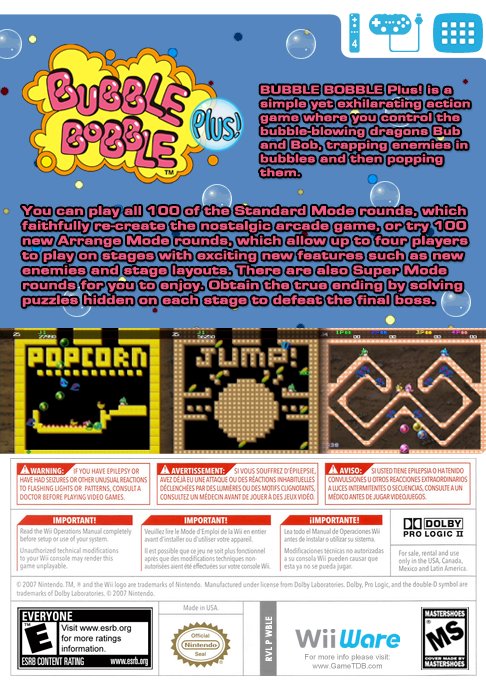 4
BUBBLE
BOBBLE
Plus!
TM
BUBBLE BOBBLE Plus! is a
simple yet exhilarating action
game where you control the
bubble-blowing dragons Bub
and Bob, trapping enemies in
bubbles and then popping
them.
You can play all 100 of the Standard Mode rounds, which
faithfully re-create the nostalgic arcade game, or try 100
new Arrange Mode rounds, which allow up to four players
to play on stages with exciting new features such as new
enemies and stage layouts. There are also Super Mode
rounds for you to enjoy. Obtain the true ending by solving
puzzles hidden on each stage to defeat the final boss.
POPCORN
JUMP!
WARNING: IF YOU HAVE EPILEPSY OR
HAVE HAD SEIZURES OR OTHER UNUSUAL REACTIONS
TO FLASHING LIGHTS OR PATTERNS, CONSULT A
DOCTOR BEFORE PLAYING VIDEO GAMES.
AVERTISSEMENT: SI VOUS SOUFFREZ D'ÉPILEPSIE,
AVEZ DÉJÀ EU UNE ATTAQUE OU DES RÉACTIONS INHABITUELLES
DÉCLENCHÉES PAR DES LUMIÈRES OU DES MOTIFS CLIGNOTANTS,
CONSULTEZ UN MÉDECIN AVANT DE JOUER À DES JEUX VIDÉO.
AVISO: SI USTED TIENE EPILEPSIA O HA TENIDO
CONVULSIONES U OTROS REACCIONES EXTRAORDINARIOS
A LUCES INTERMITENTES O SECUENCIAS, CONSULTE A UN
MÉDICO ANTES DE JUGAR VIDEOJUEGOS.
IMPORTANT!
Read the Wii Operations Manual completely
before setup or use of your system.
Unauthorized technical modifications
to your Wii console may render this
game unplayable.
IMPORTANT!
Veuillez lire le Mode d'Emploi de la Wii en entier
avant d'installer ou d'utiliser votre appareil.
Il est possible que ce jeu ne soit plus fonctionnel
après que des modifications techniques non-
autorisées aient été effectuées sur votre console Wii.
¡IMPORTANT!
Lea todo el Manual de Operaciones Wii
antes de instalar o utilizar su sistema.
Modificaciones técnicas no autorizadas
a su consola Wii pueden causar que
esta ya no se pueda jugar.
DOLBY
PRO LOGIC II
For sale, rental and use
only in the USA, Canada,
Mexico and Latin America.
© 2007 Nintendo. TM, ® and the Wii logo are trademarks of Nintendo. Manufactured under license from Dolby Laboratories. Dolby, Pro Logic, and the double-D symbol are
trademarks of Dolby Laboratories. © 2007 Nintendo.
EVERYONE
E
Visit www.esrb.org
for more ratings
information.
ESRB CONTENT RATING www.esrb.org
Made in USA.
Official
Nintendo
Seal
RVL P WBLE
WiiWare
For more info please visit:
www.GameTDB.com
MASTERSHOES
MS
MASTERSHOES